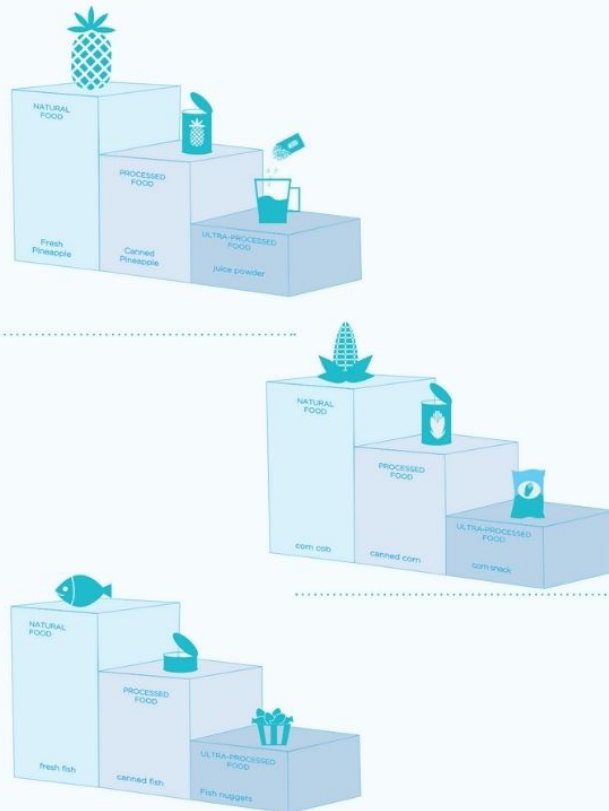 NATURAL
FOOD
Fresh
Pineapple
PROCESSED
FOOD
Canned
Pineapple
ULTRA-PROCESSED
FOOD
juice powder
NATURAL
FOOD
corn cob
PROCESSED
FOOD
canned corn
ULTRA-PROCESSED
FOOD
corn snack
NATURAL
FOOD
fresh fish
PROCESSED
FOOD
canned fish
ULTRA-PROCESSED
FOOD
Fish nuggets